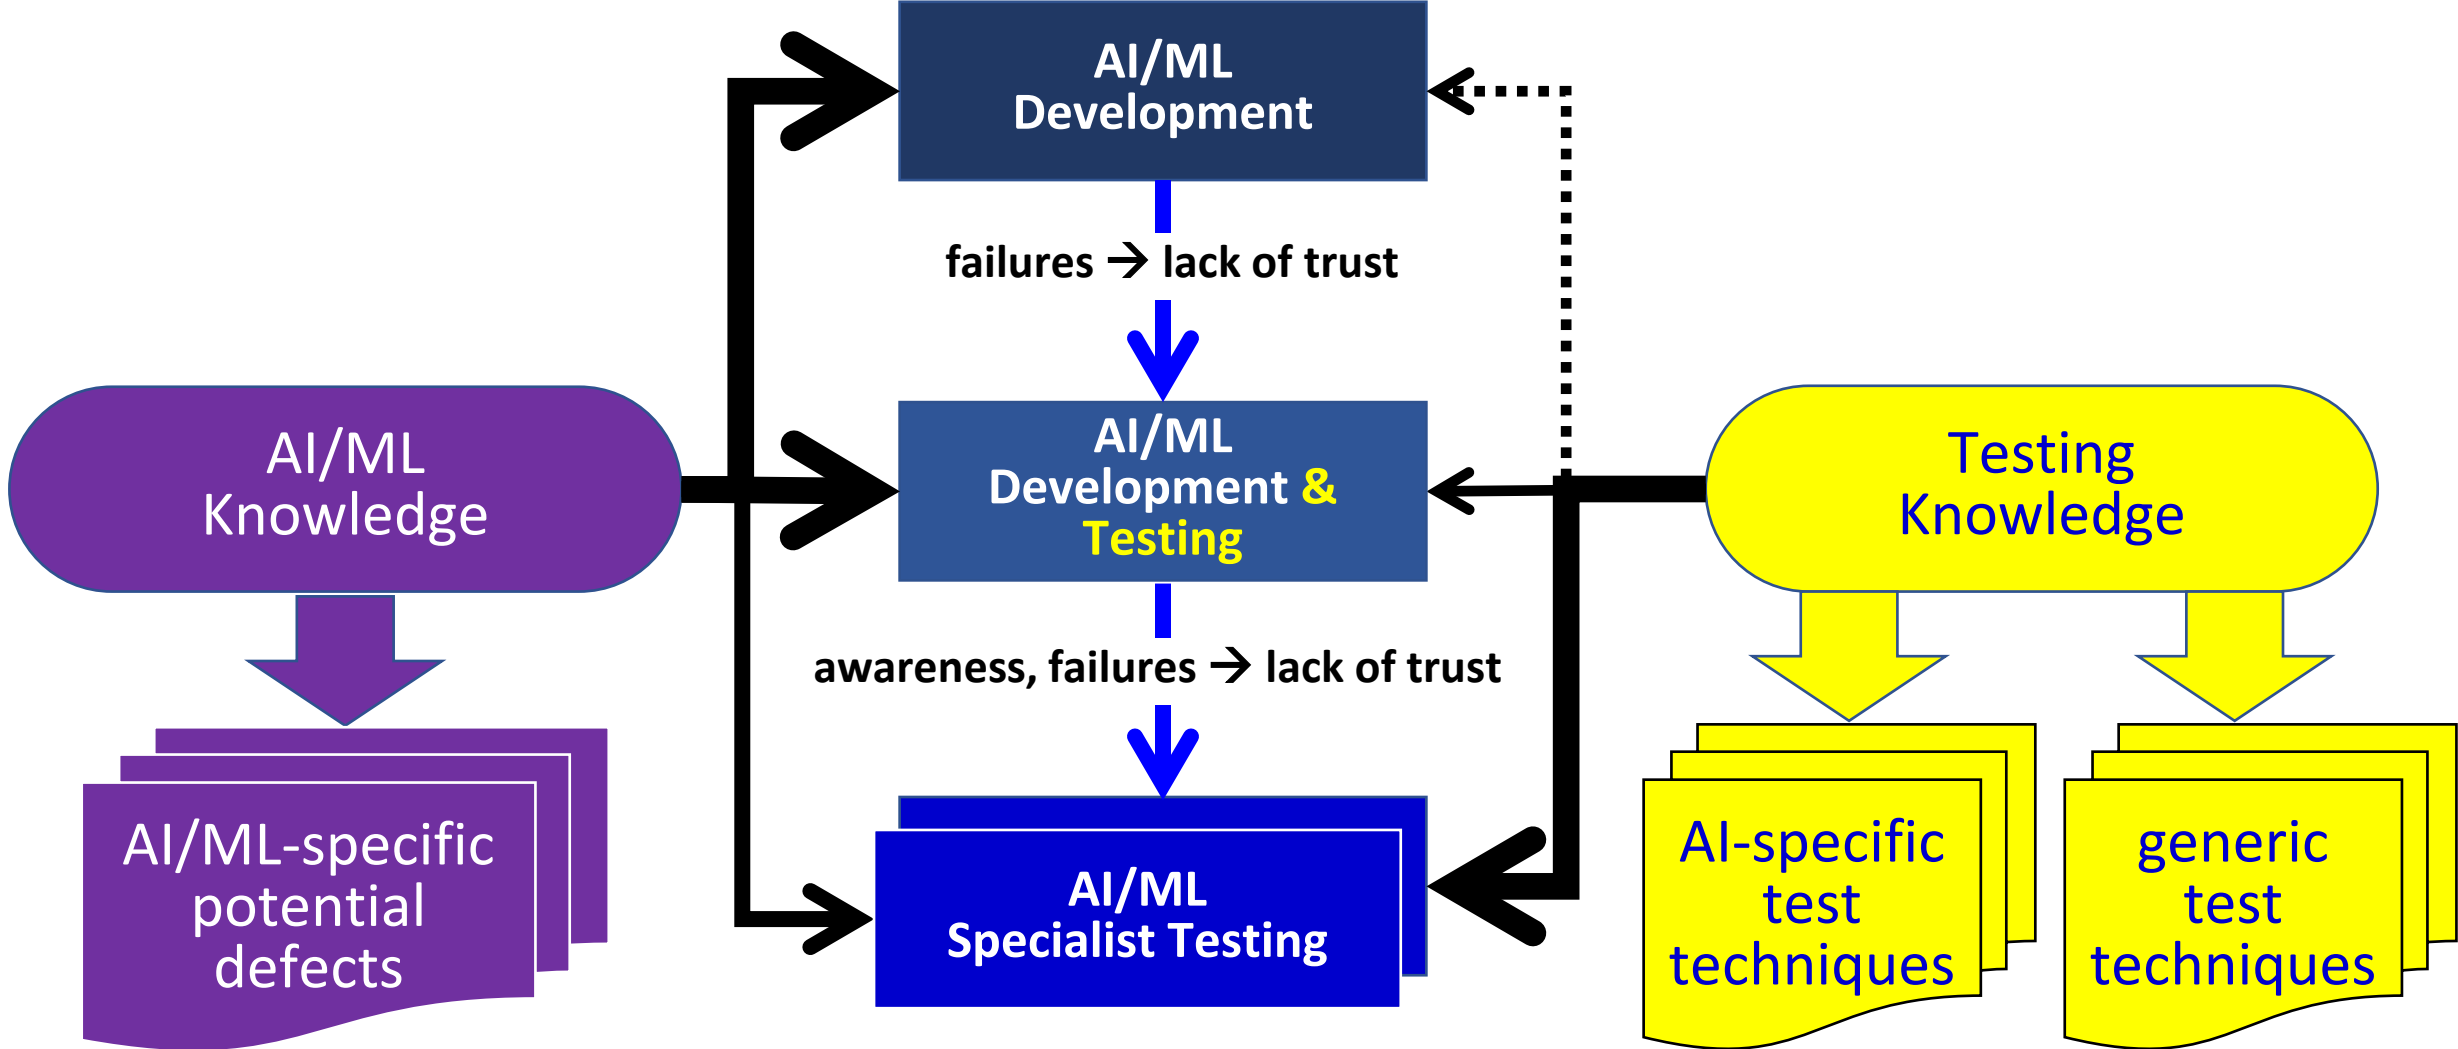 AI/ML
Development
failures → lack of trust
AI/ML
Knowledge
AI/ML
Development &
Testing
Testing
Knowledge
awareness, failures → lack of trust
AI/ML-specific
potential
defects
AI/ML
Specialist Testing
AI-specific
test
techniques
generic
test
techniques